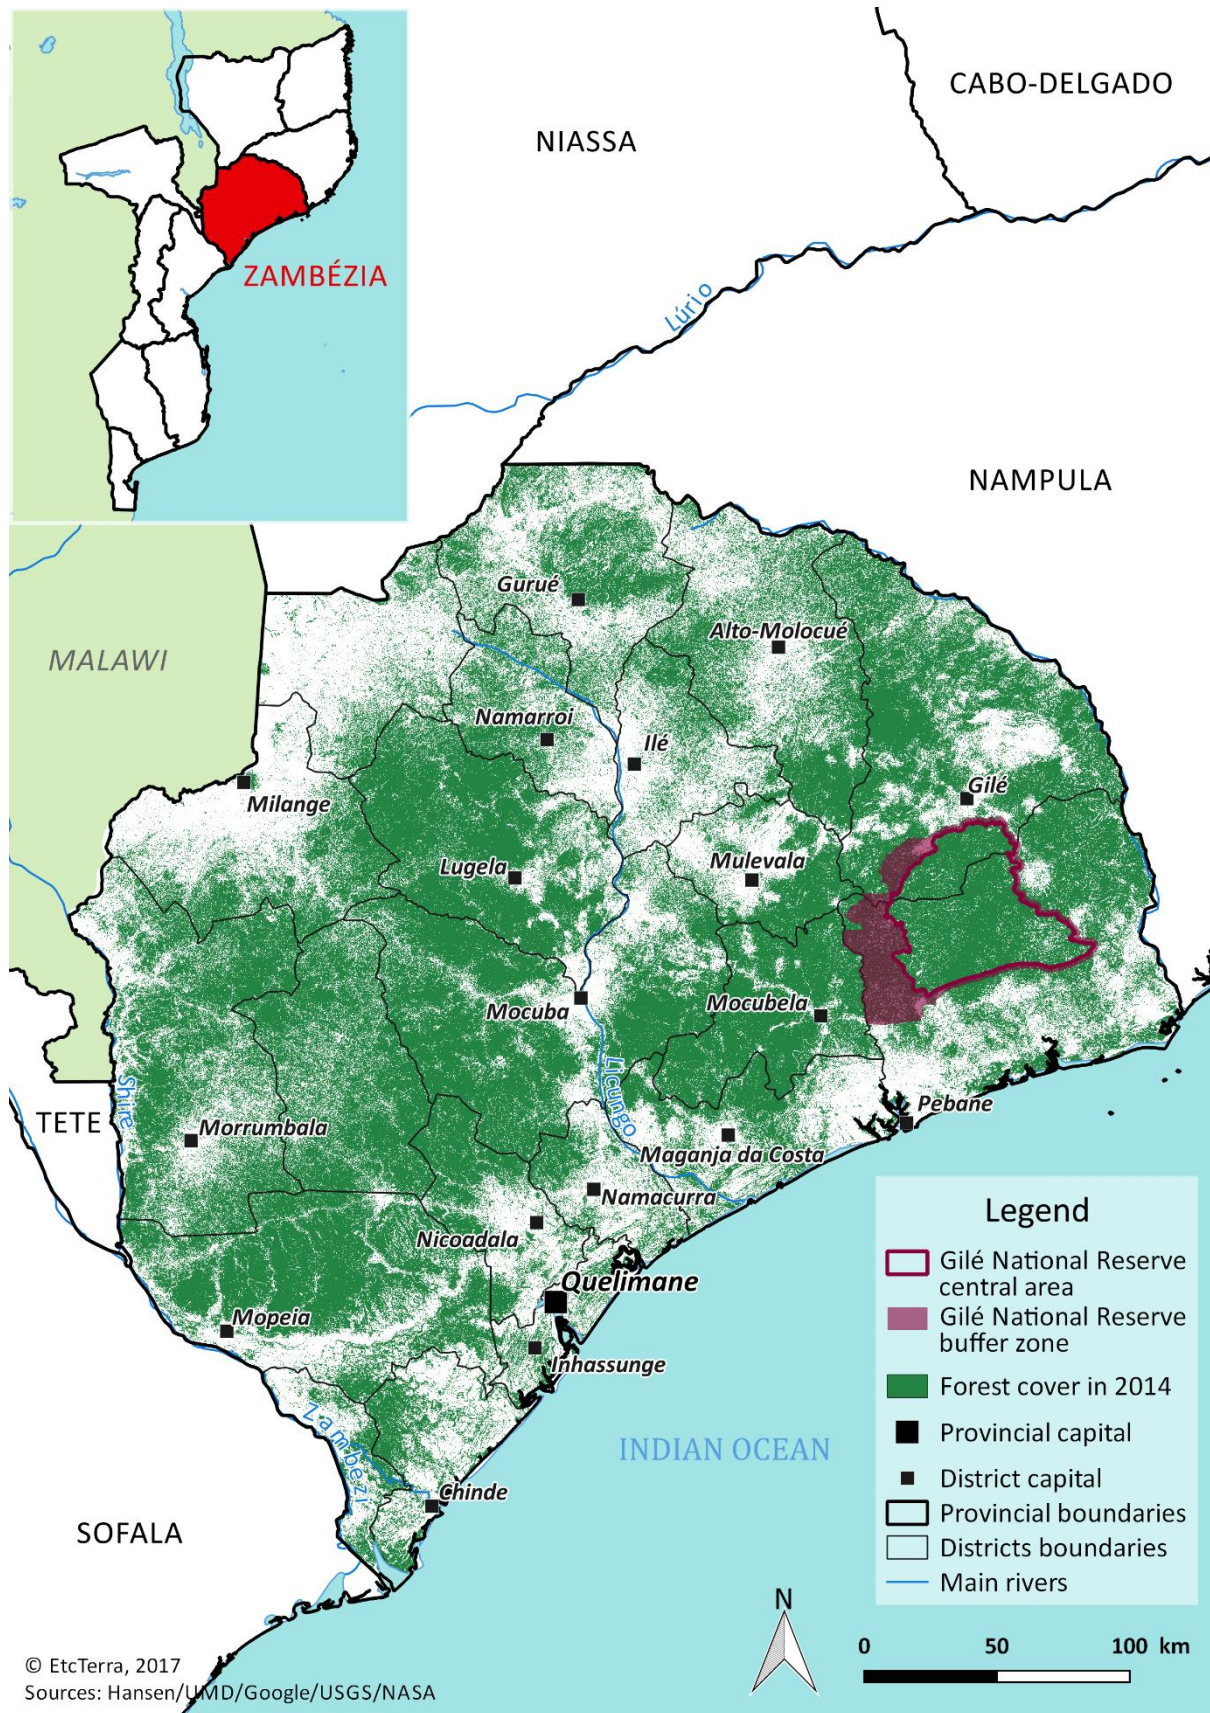 CABO-DELGADO
NIASSA
ZAMBÉZIA
Lúrio
NAMPULA
Gurué
Alto-Molocué
MALAWI
Namarroi
Ilé
Milange
Gilé
Lugela
Mulevala
Mocuba
Mocubela
Licungo
Shire
TETE
Morrumbala
Pebane
Maganja da Costa
Namacurra
Nicoadala
Quelimane
Mopeia
Inhassunge
Zambezi
Chinde
INDIAN OCEAN
SOFALA
Legend
Gilé National Reserve
central area
Gilé National Reserve
buffer zone
Forest cover in 2014
Provincial capital
District capital
Provincial boundaries
Districts boundaries
Main rivers
N
0 50 100 km
© EtcTerra, 2017
Sources: Hansen/UMD/Google/USGS/NASA